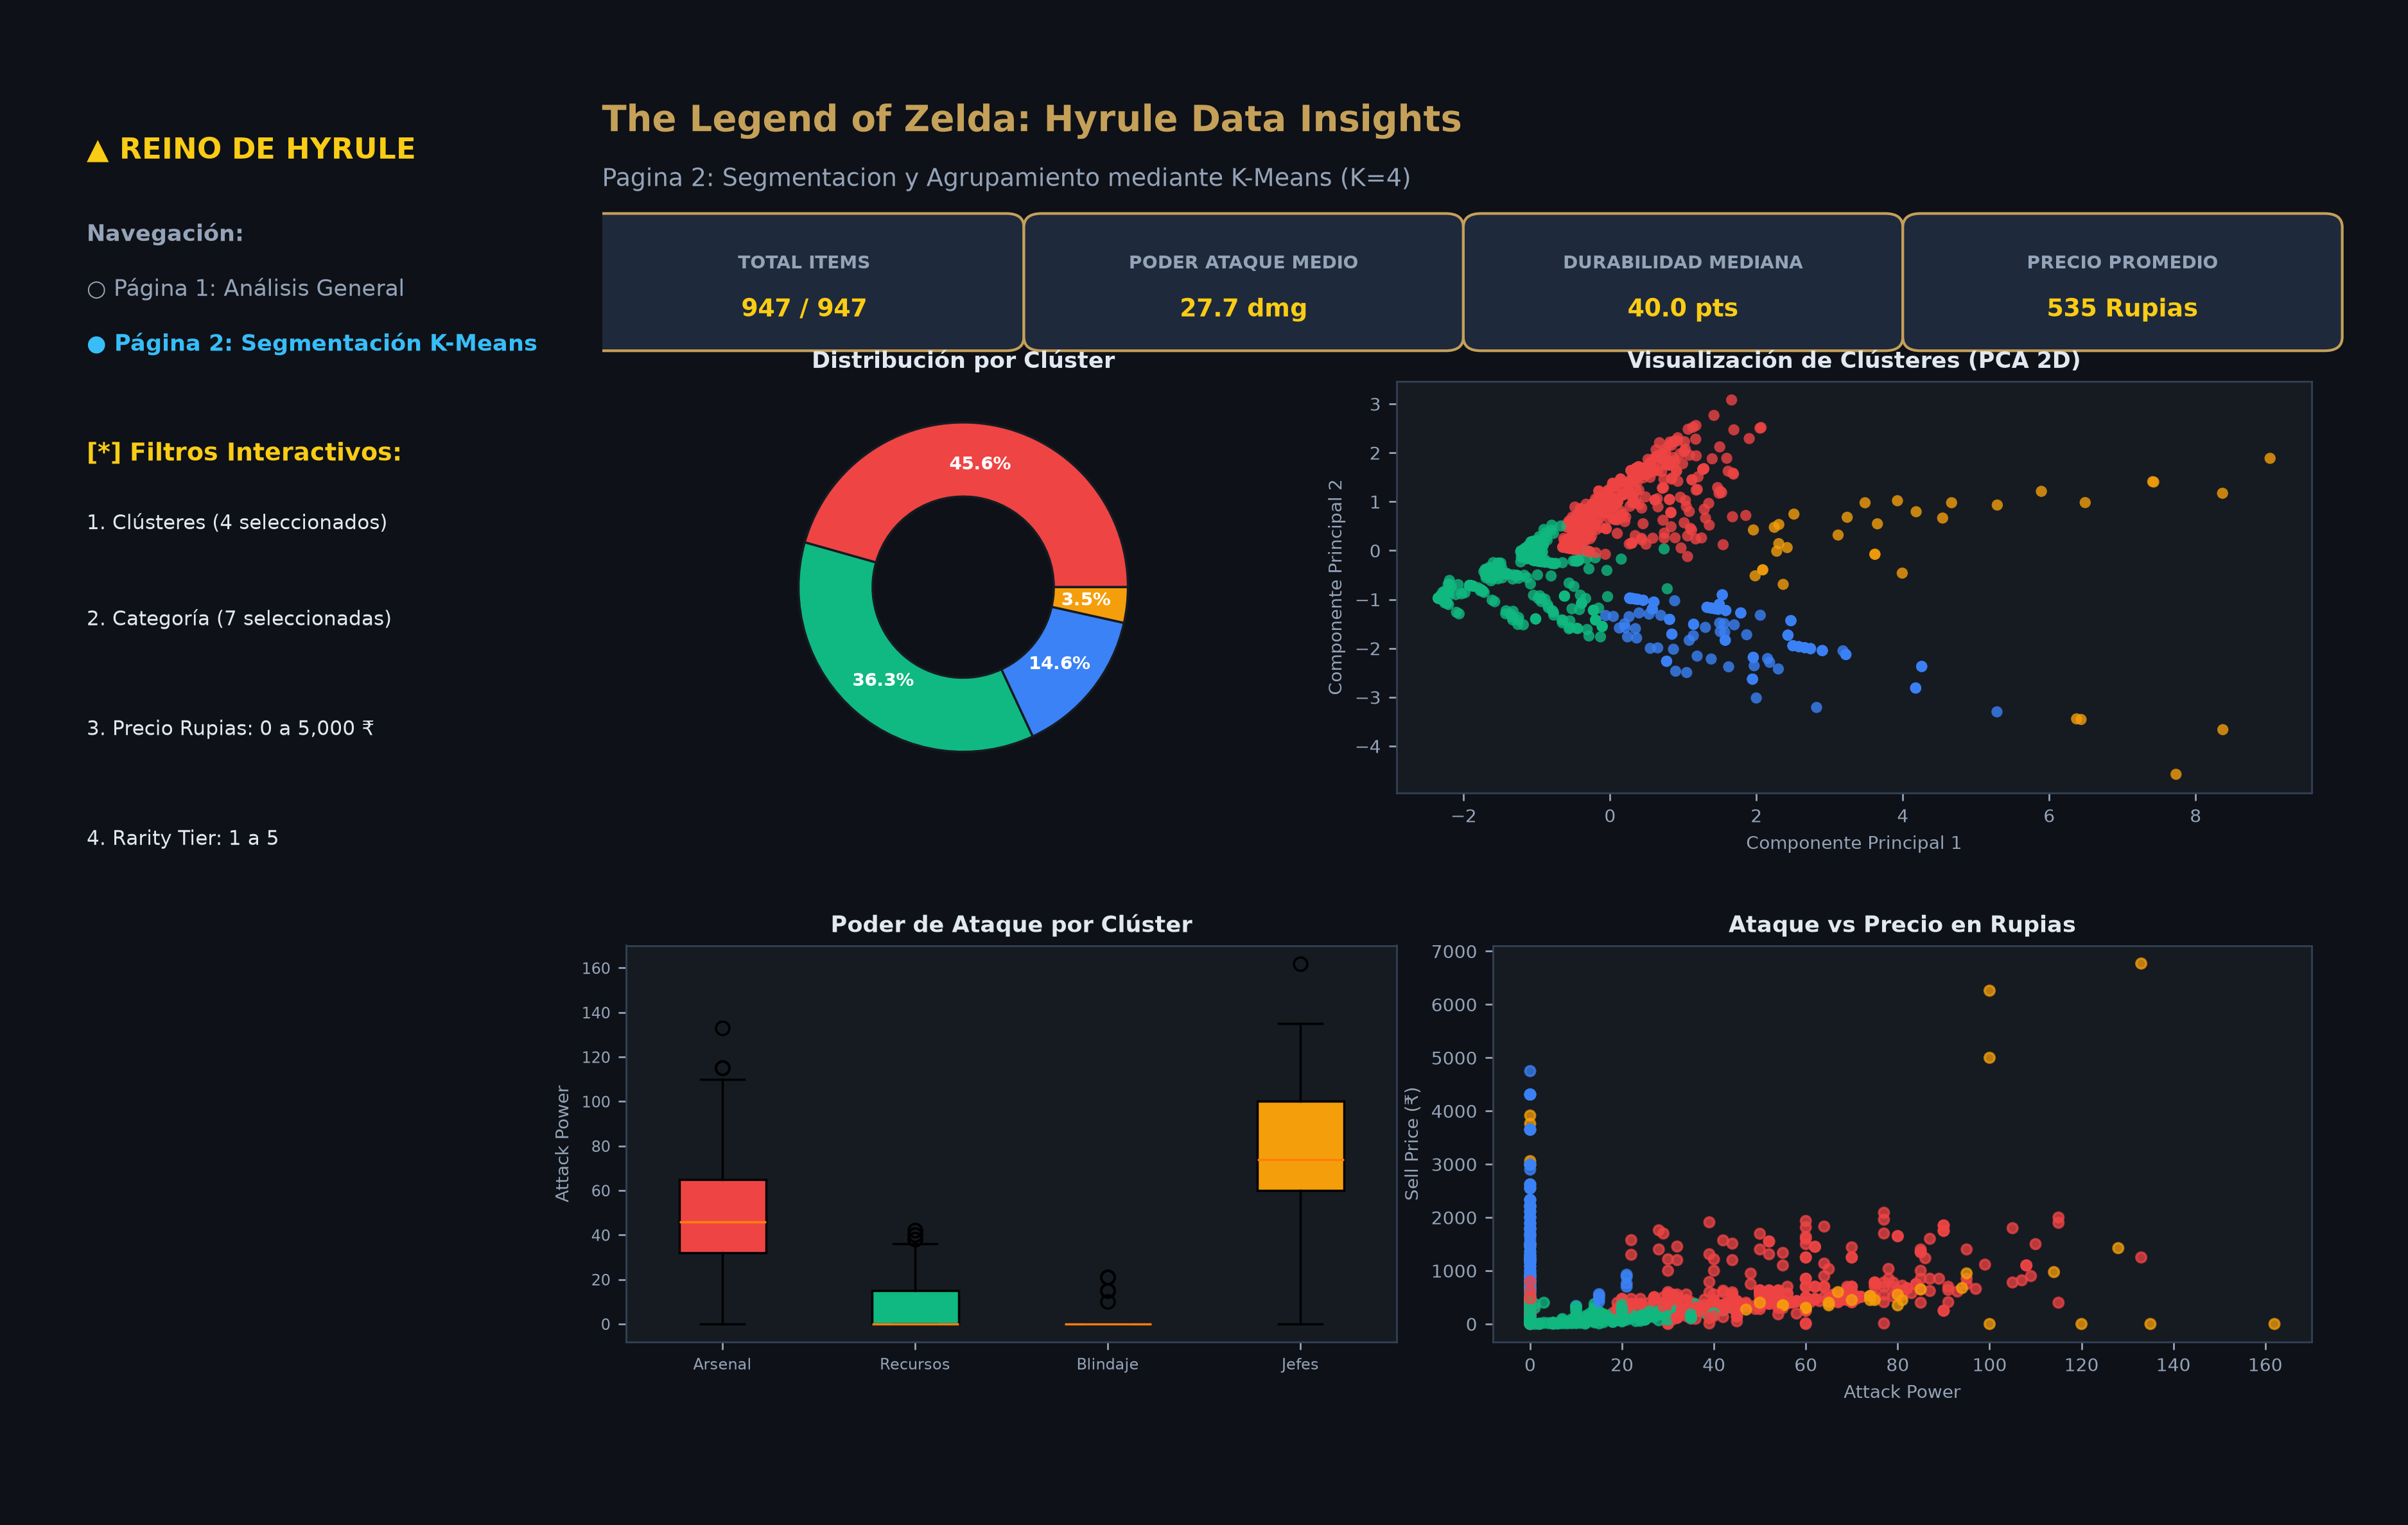 ▲ REINO DE HYRULE
Navegación:
○ Página 1: Análisis General
● Página 2: Segmentación K-Means
[*] Filtros Interactivos:
1. Clústeres (4 seleccionados)
2. Categoría (7 seleccionadas)
3. Precio Rupias: 0 a 5,000 ₹
4. Rarity Tier: 1 a 5
The Legend of Zelda: Hyrule Data Insights
Pagina 2: Segmentacion y Agrupamiento mediante K-Means (K=4)
TOTAL ITEMS
947 / 947
PODER ATAQUE MEDIO
27.7 dmg
DURABILIDAD MEDIANA
40.0 pts
PRECIO PROMEDIO
535 Rupias
Distribución por Clúster
45.6%
3.5%
14.6%
36.3%
Visualización de Clústeres (PCA 2D)
Componente Principal 2
3
2
1
0
−1
−2
−3
−4
−2 0 2 4 6 8
Componente Principal 1
Poder de Ataque por Clúster
Attack Power
160
140
120
100
80
60
40
20
0
Arsenal Recursos Blindaje Jefes
Ataque vs Precio en Rupias
Sell Price (₹)
7000
6000
5000
4000
3000
2000
1000
0
0 20 40 60 80 100 120 140 160
Attack Power